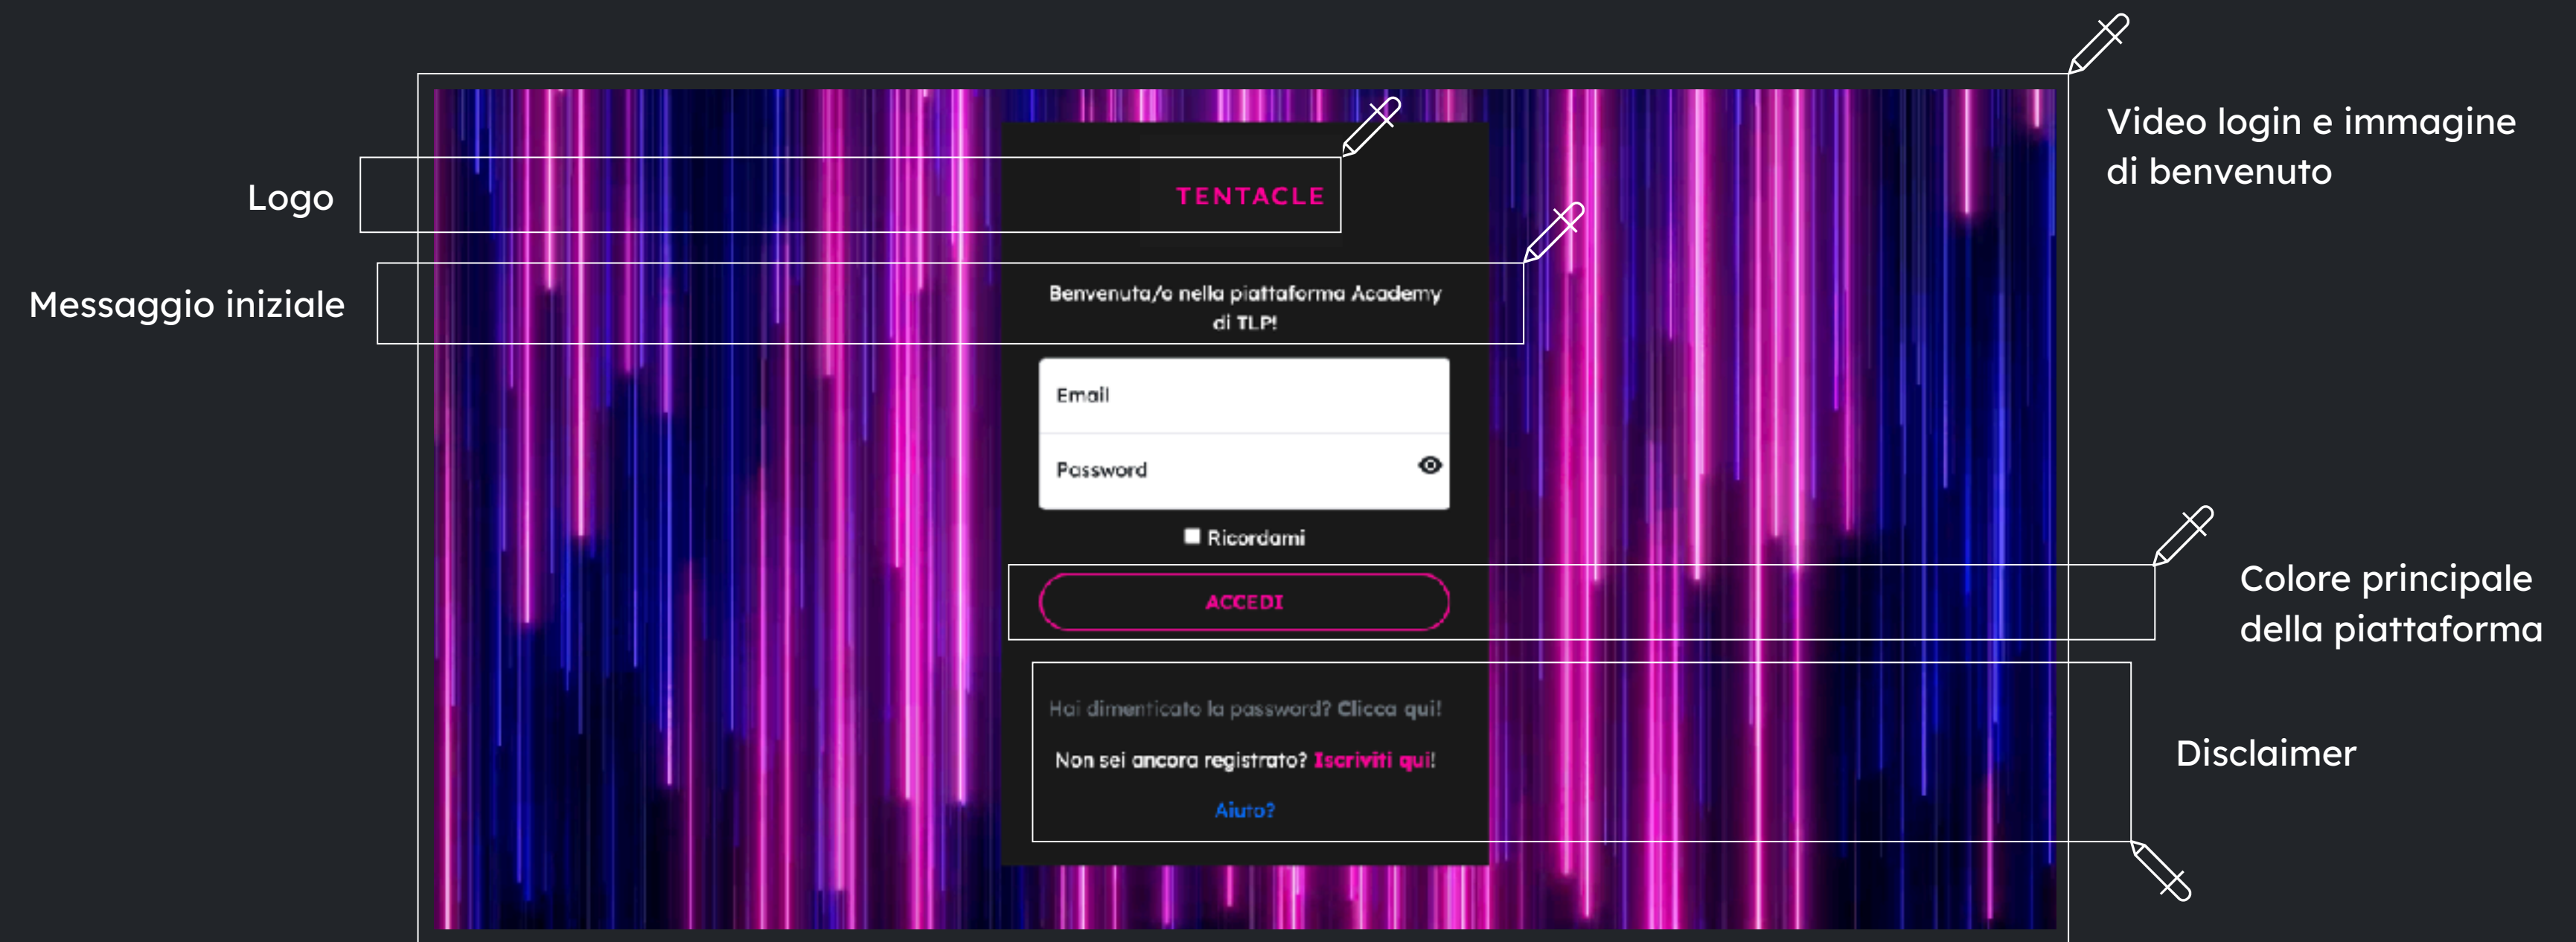 Video login e immagine
di benvenuto
Logo
TENTACLE
Messaggio iniziale
Benvenuta/o nella piattaforma Academy
di TLP!
Email
Password
Ricordami
ACCEDI
Colore principale
della piattaforma
Hai dimenticato la password? Clicca qui!
Non sei ancora registrato? Iscriviti qui!
Aiuto?
Disclaimer